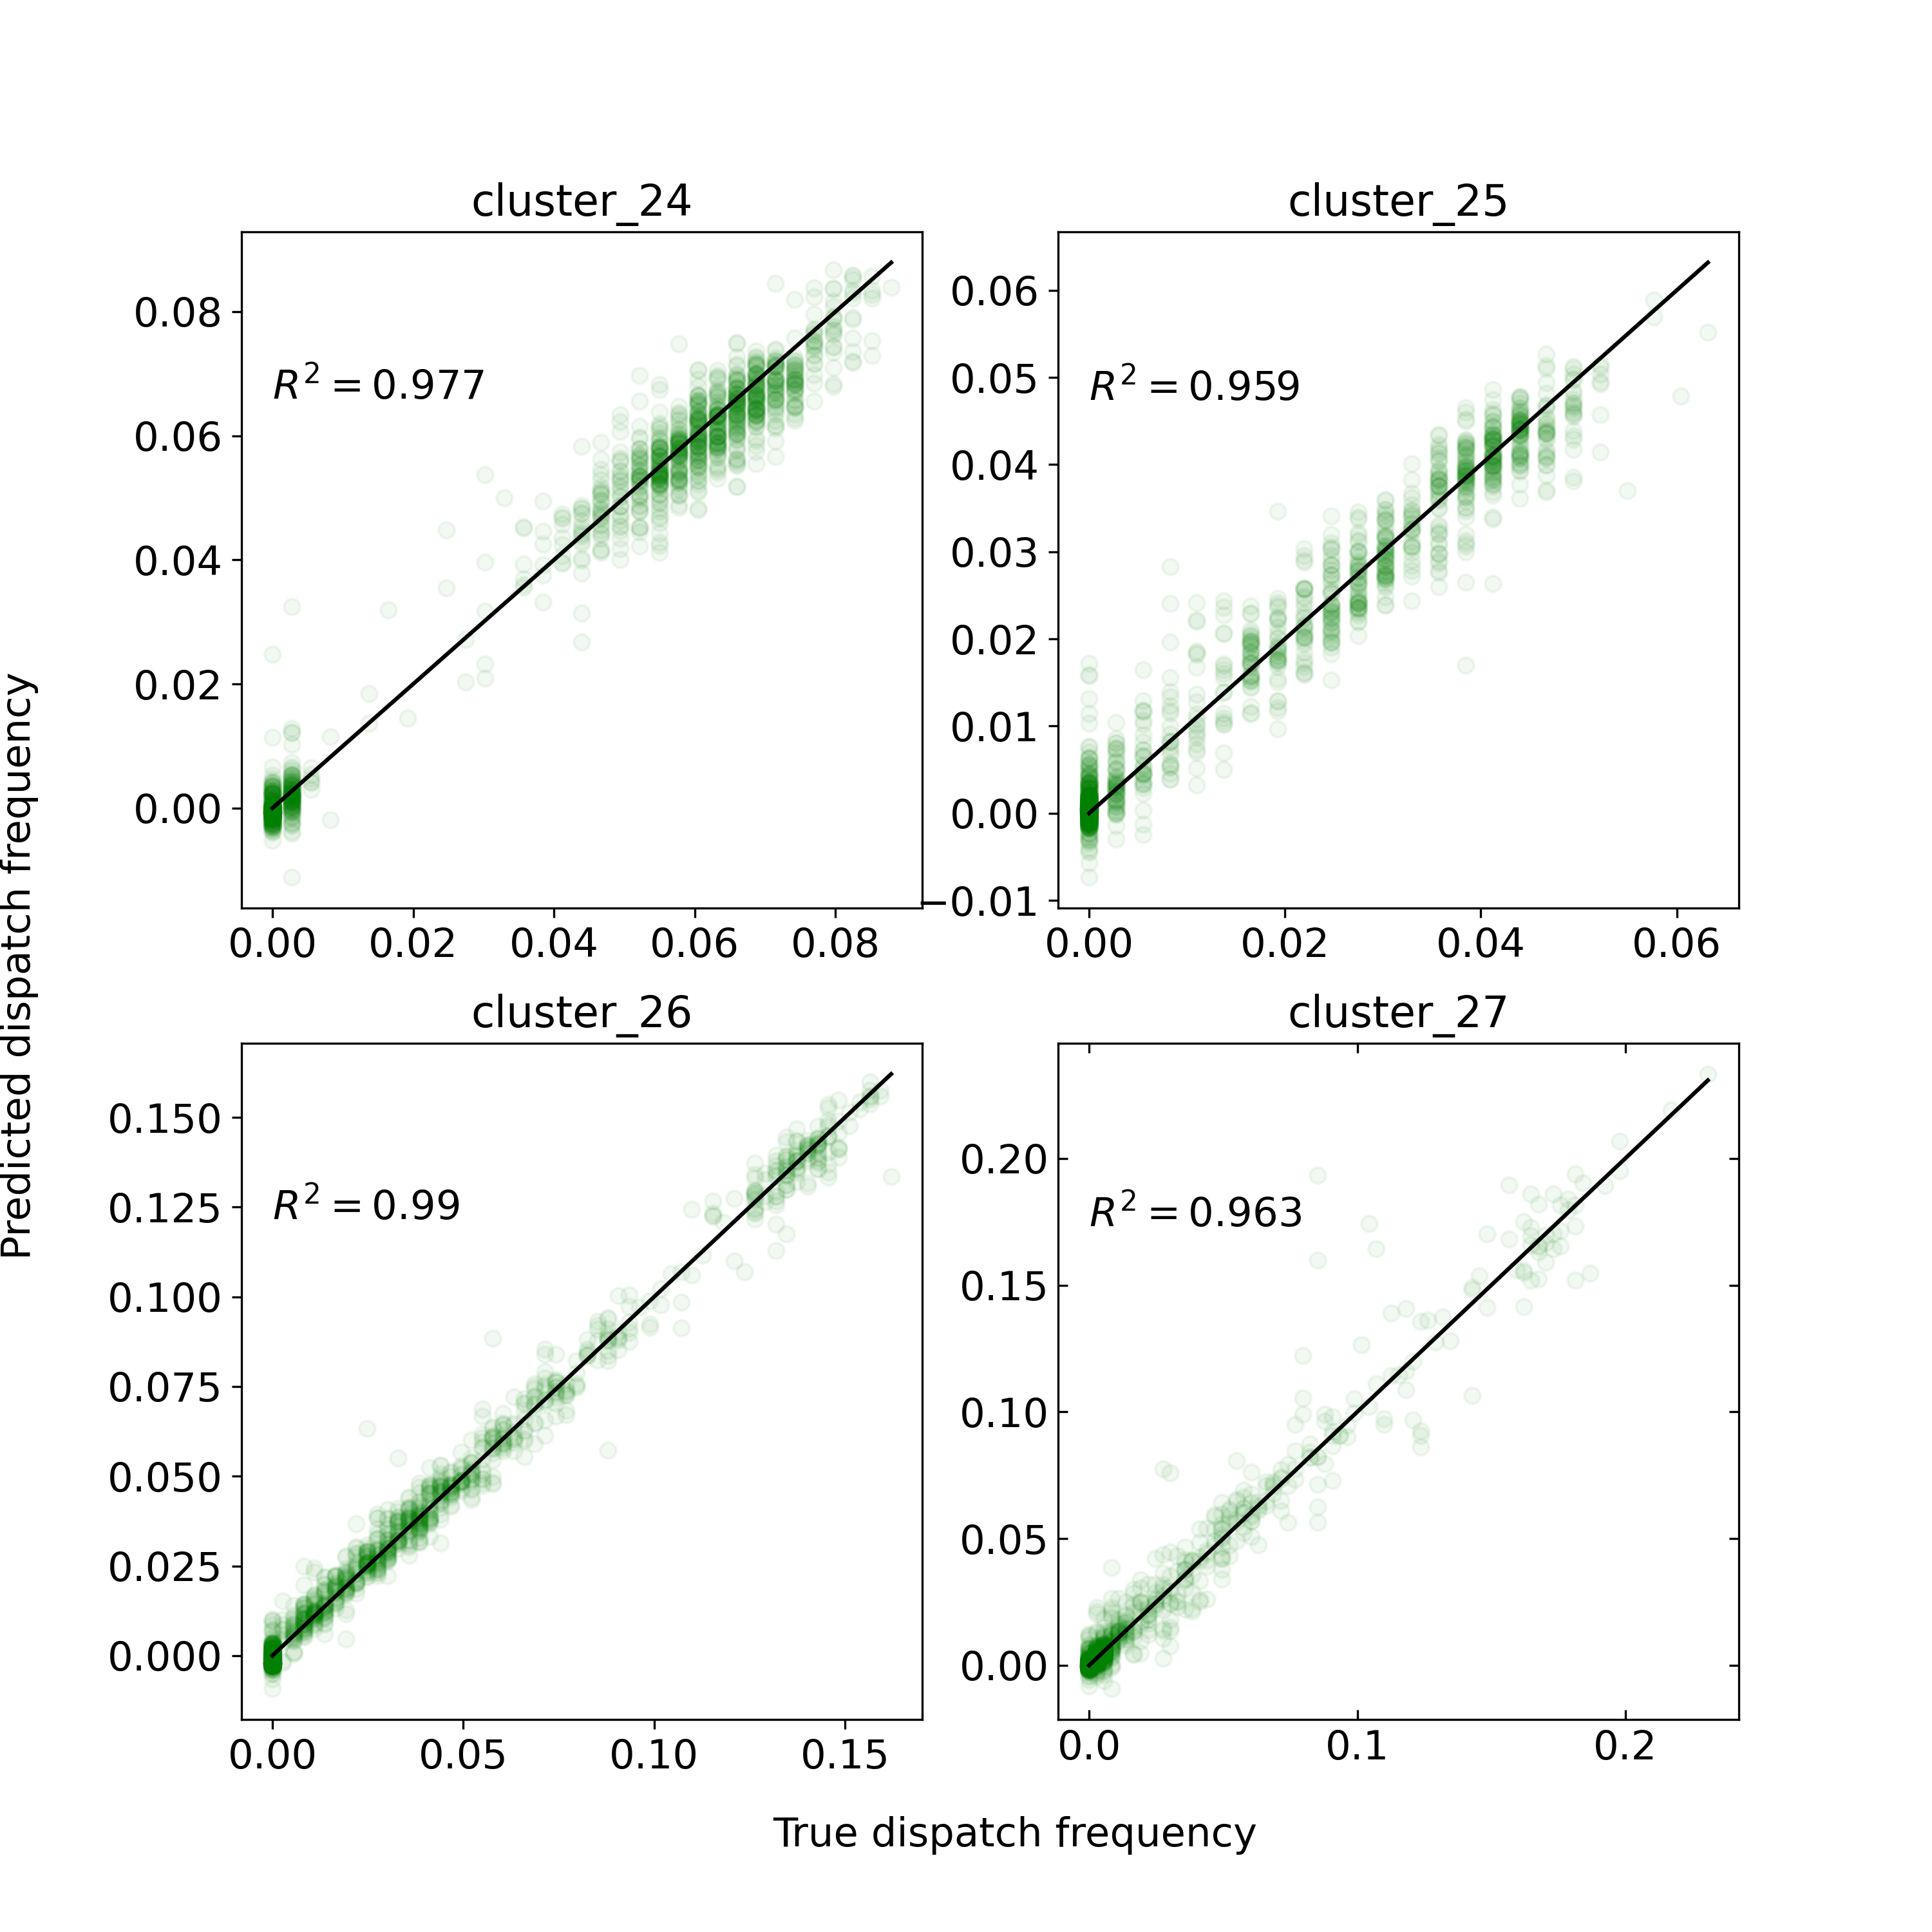 cluster_24
cluster_25
0.08
0.06
0.04
0.02
0.00
R² = 0.977
0.00 0.02 0.04 0.06 0.08
0.06
0.05
0.04
0.03
0.02
0.01
0.00
−0.01
R² = 0.959
0.00 0.02 0.04 0.06
Predicted dispatch frequency
cluster_26
cluster_27
0.150
0.125
0.100
0.075
0.050
0.025
0.000
R² = 0.99
0.00 0.05 0.10 0.15
0.20
0.15
0.10
0.05
0.00
R² = 0.963
0.0 0.1 0.2
True dispatch frequency